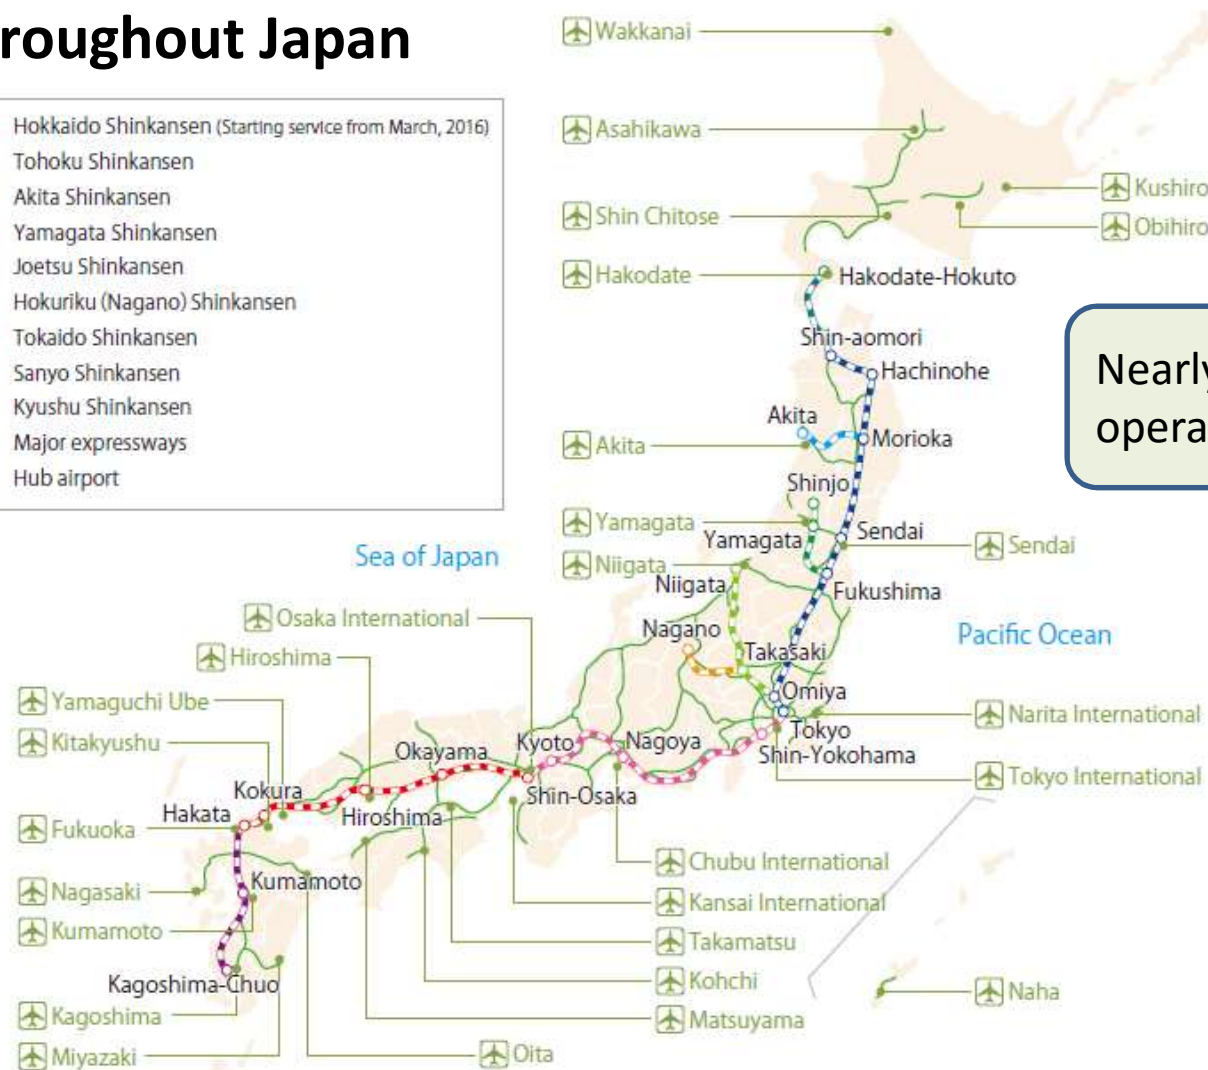 roughout Japan
Hokkaido Shinkansen (Starting service from March, 2016)
Tohoku Shinkansen
Akita Shinkansen
Yamagata Shinkansen
Joetsu Shinkansen
Hokuriku (Nagano) Shinkansen
Tokaido Shinkansen
Sanyo Shinkansen
Kyushu Shinkansen
Major expressways
Hub airport
Wakkanai
Asahikawa
Kushiro
Shin Chitose
Obihiro
Hakodate
Hakodate-Hokuto
Shin-aomori
Hachinohe
Nearly
opera
Akita
Akita
Morioka
Shinjo
Yamagata
Yamagata
Sendai
Sendai
Sea of Japan
Niigata
Niigata
Fukushima
Osaka International
Nagano
Takasaki
Pacific Ocean
Hiroshima
Omiya
Yamaguchi Ube
Narita International
Kitakyushu
Okayama
Kyoto
Nagoya
Tokyo
Shin-Yokohama
Tokyo International
Kokura
Shin-Osaka
Hakata
Hiroshima
Fukuoka
Chubu International
Nagasaki
Kumamoto
Kansai International
Kumamoto
Takamatsu
Kagoshima-Chuo
Kohchi
Naha
Kagoshima
Matsuyama
Miyazaki
Oita